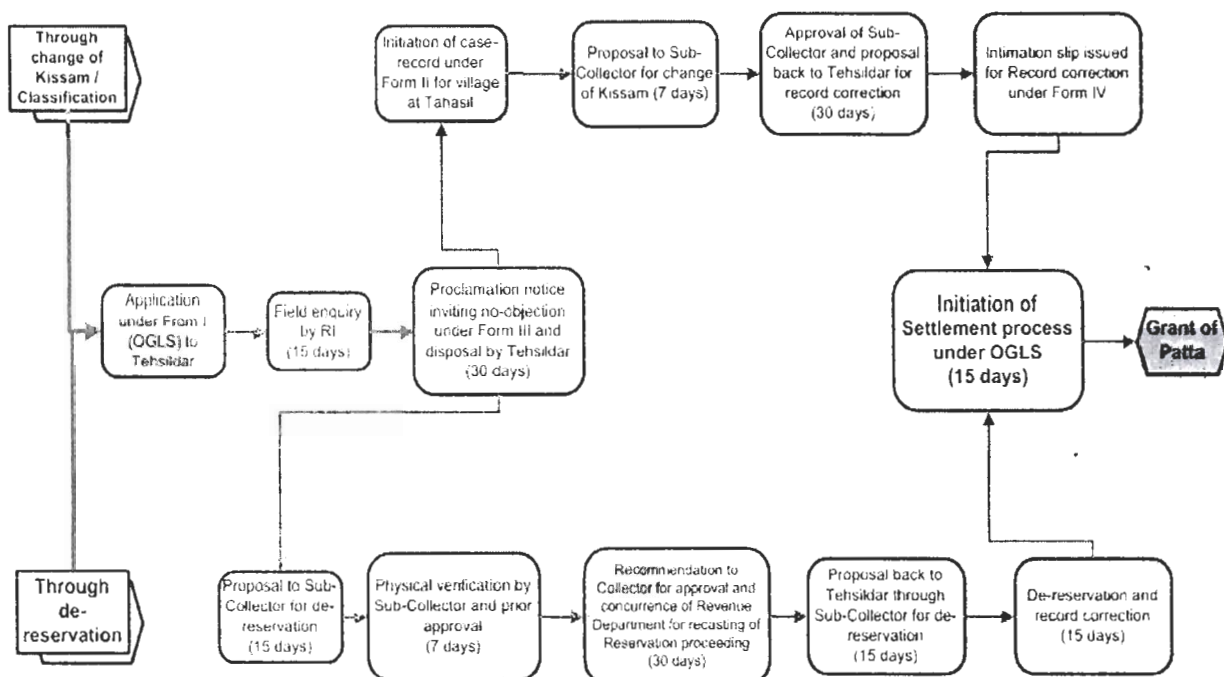 Through
change of
Kissam /
Classification
Initiation of case-
record under
Form II for village
at Tahasil
Proposal to Sub-
Collector for change
of Kissam (7 days)
Approval of Sub-
Collector and proposal
back to Tehsildar for
record correction
(30 days)
Intimation slip issued
for Record correction
under Form IV
Application
under From I
(OGLS) to
Tehsildar
Field enquiry
by RI
(15 days)
Proclamation notice
inviting no-objection
under Form III and
disposal by Tehsildar
(30 days)
Initiation of
Settlement process
under OGLS
(15 days)
Grant of
Patta
Through
de-
reservation
Proposal to Sub-
Collector for de-
reservation
(15 days)
Physical verification by
Sub-Collector and prior
approval
(7 days)
Recommendation to
Collector for approval and
concurrence of Revenue
Department for recasting of
Reservation proceeding
(30 days)
Proposal back to
Tehsildar through
Sub-Collector for de-
reservation
(15 days)
De-reservation and
record correction
(15 days)